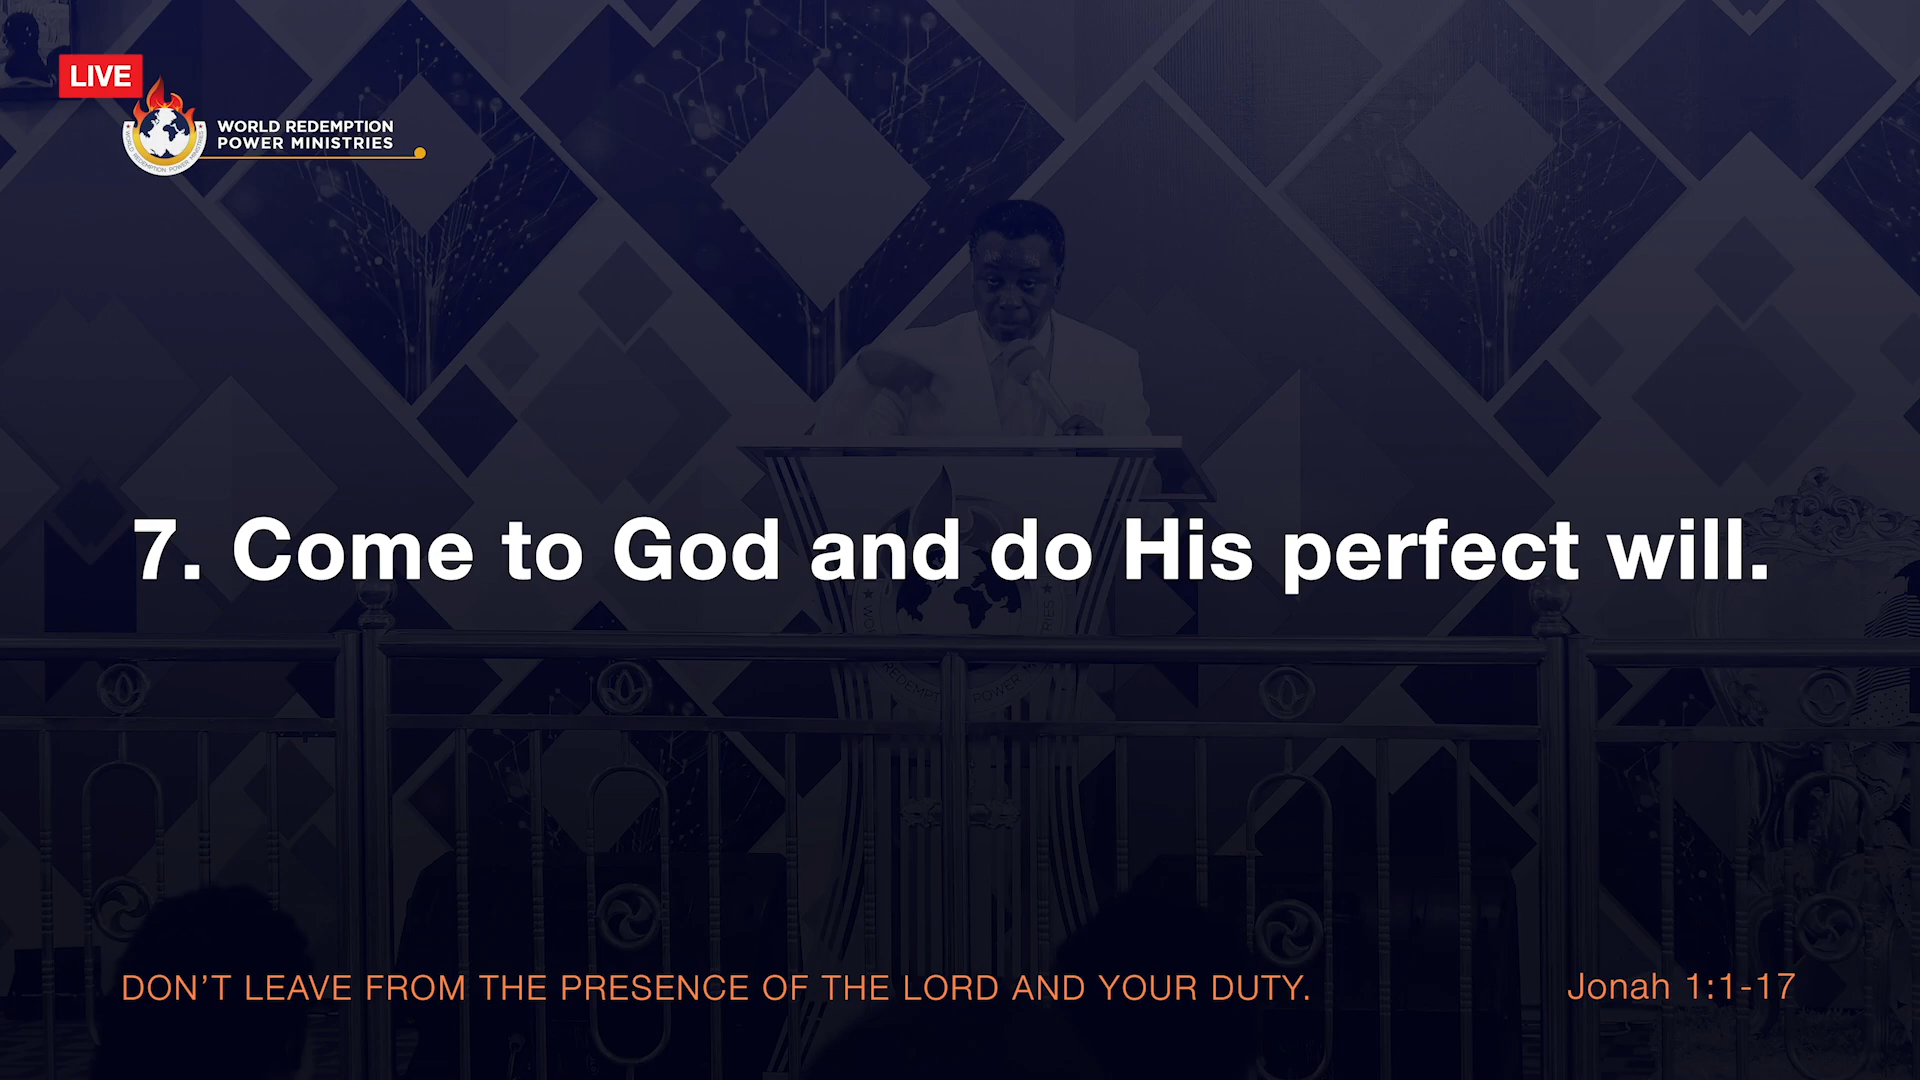 LIVE
WORLD REDEMPTION
POWER MINISTRIES
7. Come to God and do His perfect will.
DON'T LEAVE FROM THE PRESENCE OF THE LORD AND YOUR DUTY.
Jonah 1:1-17